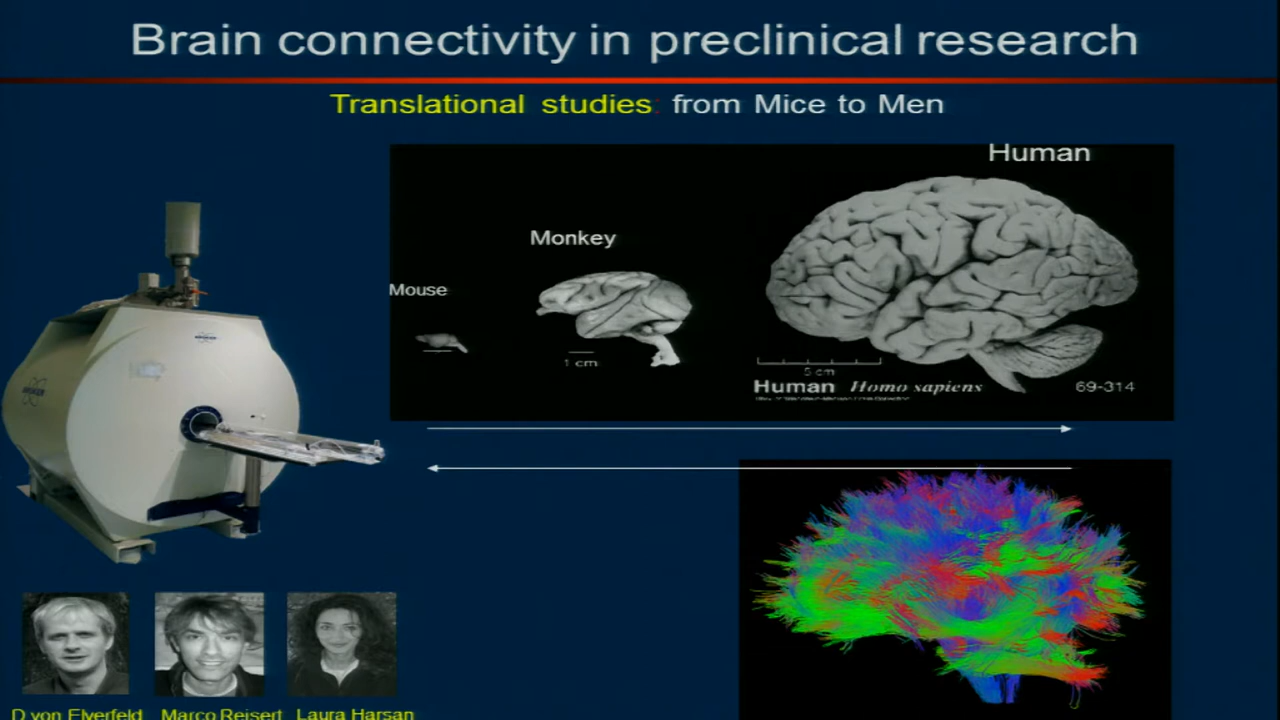 Brain connectivity in preclinical research
Translational studies: from Mice to Men
Human
Monkey
Mouse
1 cm
5 cm
Human Homo sapiens 69-314
BRUKER
D von Elverfeld Marco Reisert Laura Harsan